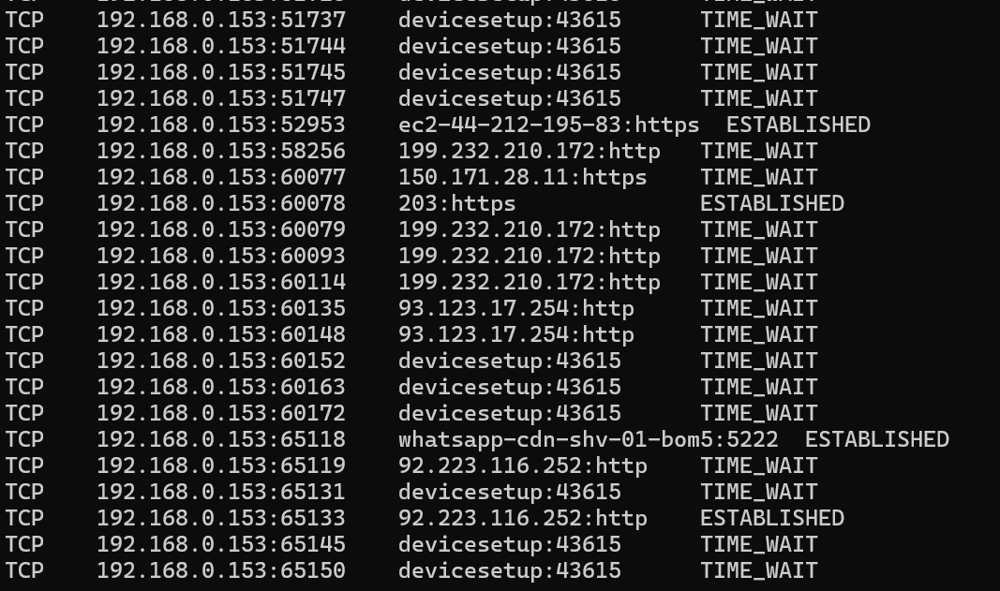 TCP    192.168.0.153:51737    devicesetup:43615      TIME_WAIT
TCP    192.168.0.153:51744    devicesetup:43615      TIME_WAIT
TCP    192.168.0.153:51745    devicesetup:43615      TIME_WAIT
TCP    192.168.0.153:51747    devicesetup:43615      TIME_WAIT
TCP    192.168.0.153:52953    ec2-44-212-195-83:https  ESTABLISHED
TCP    192.168.0.153:58256    199.232.210.172:http   TIME_WAIT
TCP    192.168.0.153:60077    150.171.28.11:https    TIME_WAIT
TCP    192.168.0.153:60078    203:https              ESTABLISHED
TCP    192.168.0.153:60079    199.232.210.172:http   TIME_WAIT
TCP    192.168.0.153:60093    199.232.210.172:http   TIME_WAIT
TCP    192.168.0.153:60114    199.232.210.172:http   TIME_WAIT
TCP    192.168.0.153:60135    93.123.17.254:http     TIME_WAIT
TCP    192.168.0.153:60148    93.123.17.254:http     TIME_WAIT
TCP    192.168.0.153:60152    devicesetup:43615      TIME_WAIT
TCP    192.168.0.153:60163    devicesetup:43615      TIME_WAIT
TCP    192.168.0.153:60172    devicesetup:43615      TIME_WAIT
TCP    192.168.0.153:65118    whatsapp-cdn-shv-01-bom5:5222  ESTABLISHED
TCP    192.168.0.153:65119    92.223.116.252:http    TIME_WAIT
TCP    192.168.0.153:65131    devicesetup:43615      TIME_WAIT
TCP    192.168.0.153:65133    92.223.116.252:http    ESTABLISHED
TCP    192.168.0.153:65145    devicesetup:43615      TIME_WAIT
TCP    192.168.0.153:65150    devicesetup:43615      TIME_WAIT